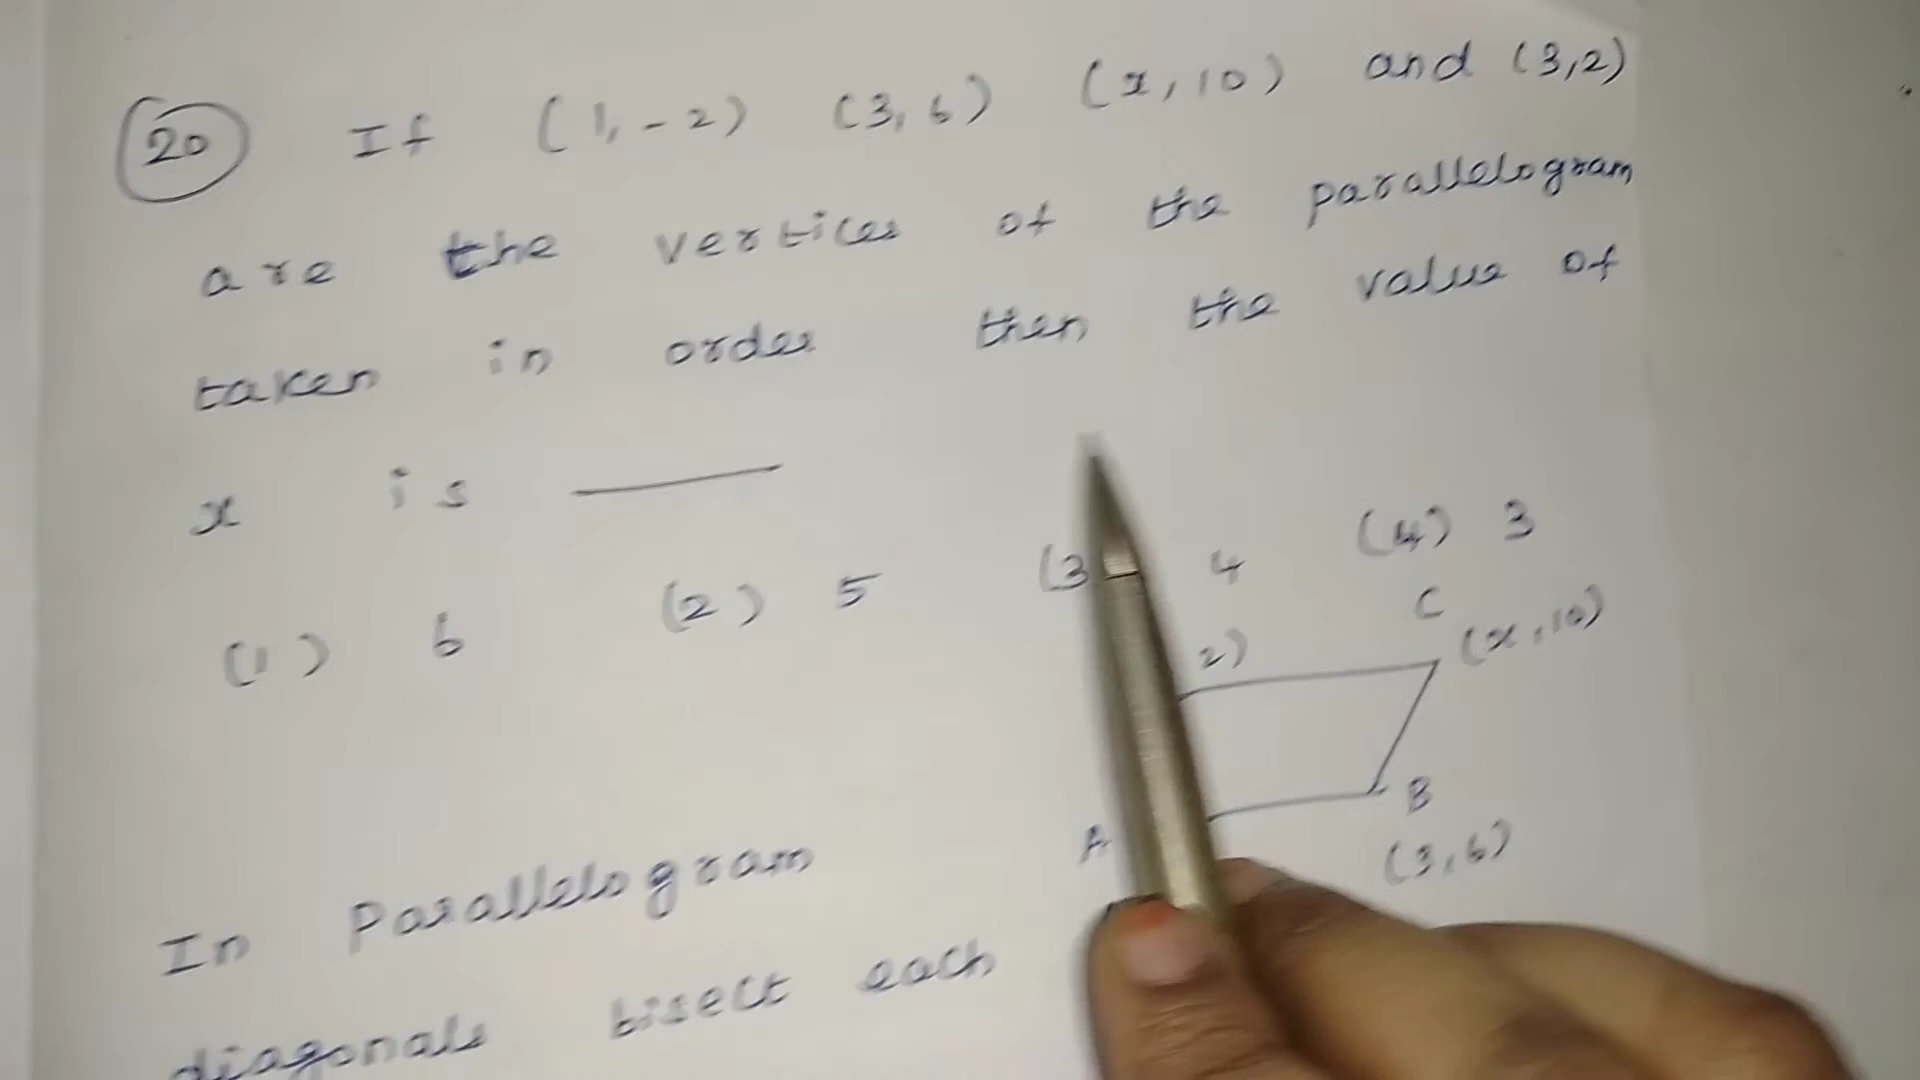 20 If (1,-2) (3,6) (x,10) and (3,2)
are the vertices of the parallelogram
taken in order then the value of
x is ———
(1) 6 (2) 5 (3 4 (4) 3
2) C (x,10)
A B
(3,6)
In Parallelogram
diagonals bisect each